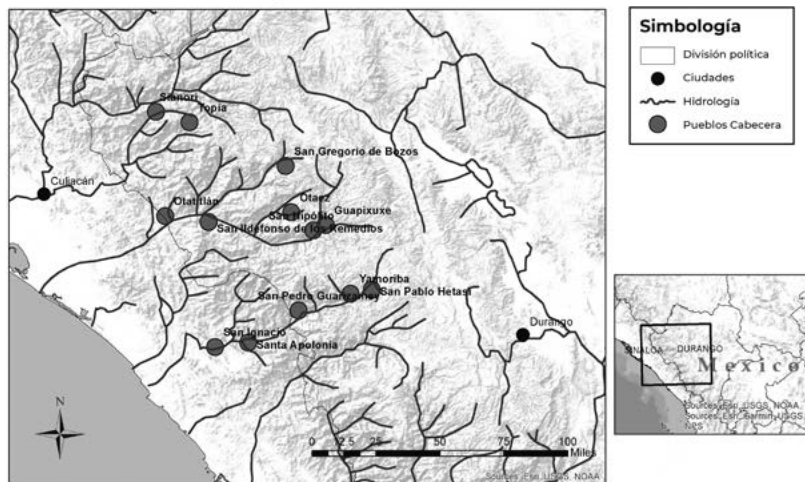 Sianori
Topia
San Gregorio de Bozos
Culiacán
Otatitlán
Otaez
Guapixuxe
San Hipólito
San Ildefonso de los Remedios
Yamoriba
San Pablo Hetasi
San Pedro Guarizamey
San Ignacio
Santa Apolonia
Durango
N
0 12.5 25 50 75 100
Miles
Sources: Esri, USGS, NOAA
Simbología
División política
Ciudades
Hidrología
Pueblos Cabecera
SINALOA
DURANGO
Mexico
Sources: Esri, USGS, NOAA,
Sources: Esri, Garmin, USGS,
NPS